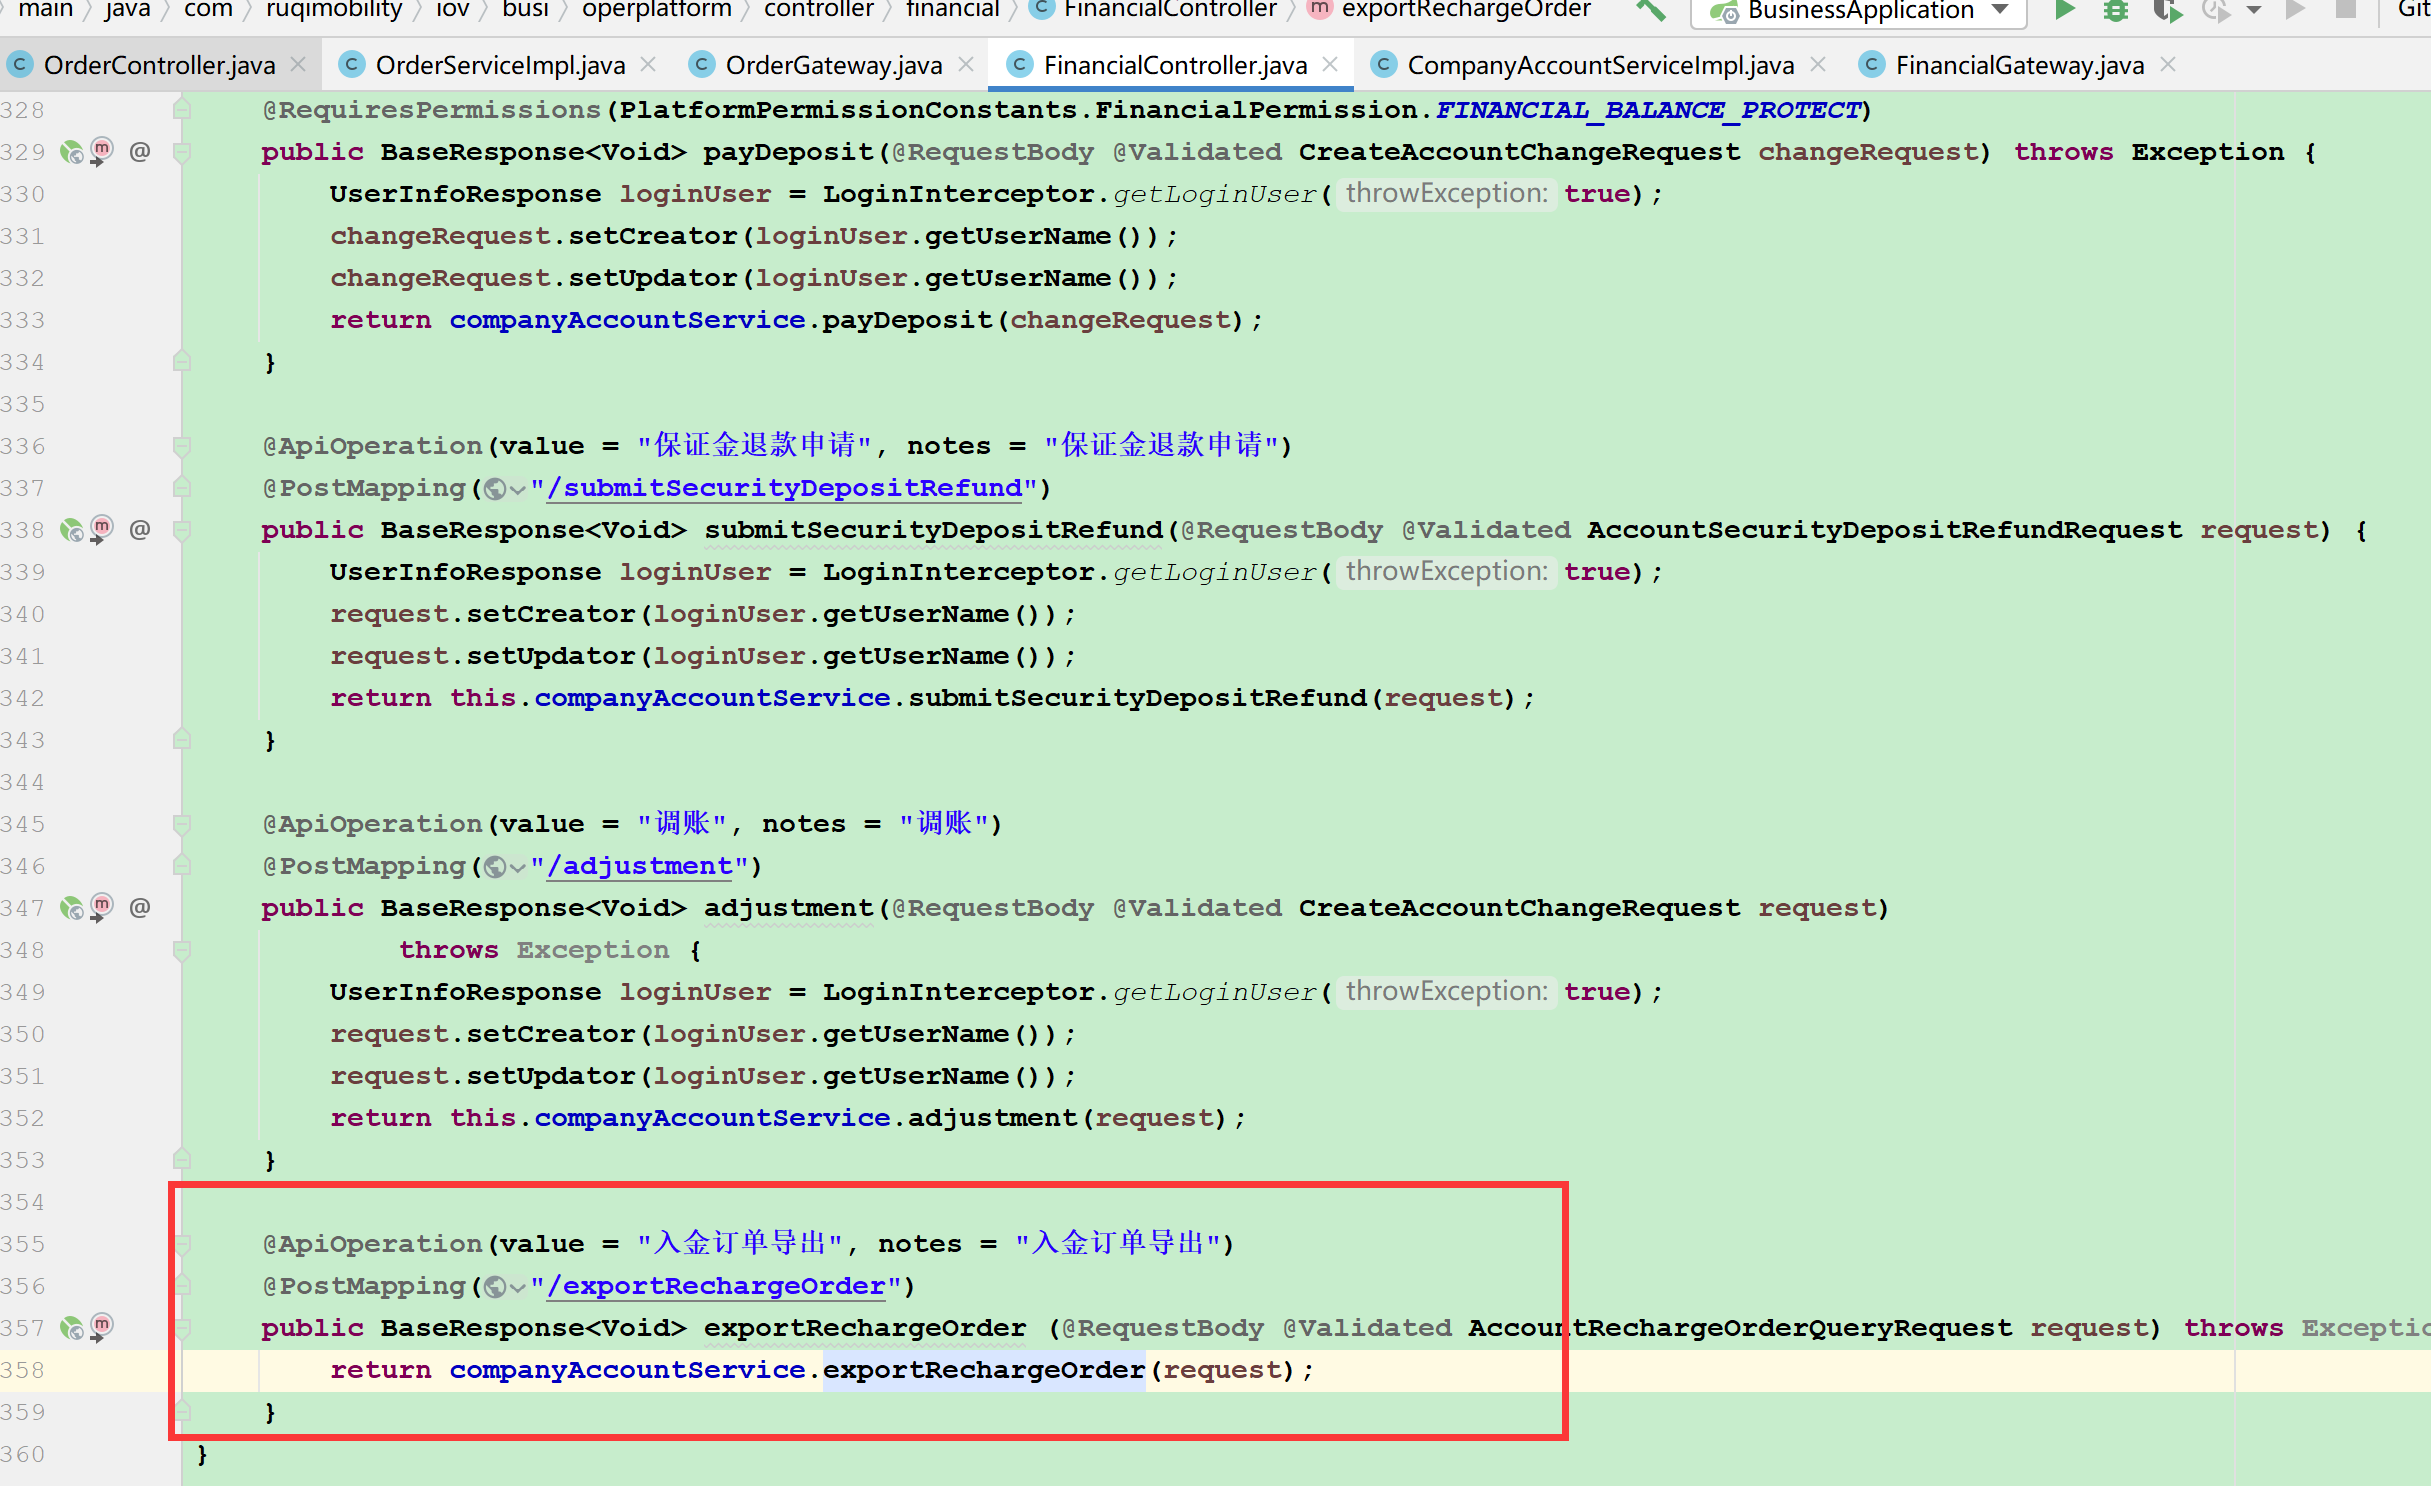 main java com ruqimobility iov busi operplatform controller financial FinancialController exportRechargeOrder BusinessApplication Git
OrderController.java OrderServiceImpl.java OrderGateway.java FinancialController.java CompanyAccountServiceImpl.java FinancialGateway.java
328 @RequiresPermissions(PlatformPermissionConstants.FinancialPermission.FINANCIAL_BALANCE_PROTECT)
329 @ public BaseResponse<Void> payDeposit(@RequestBody @Validated CreateAccountChangeRequest changeRequest) throws Exception {
330 UserInfoResponse loginUser = LoginInterceptor.getLoginUser( throwException: true);
331 changeRequest.setCreator(loginUser.getUserName());
332 changeRequest.setUpdator(loginUser.getUserName());
333 return companyAccountService.payDeposit(changeRequest);
334 }
335
336 @ApiOperation(value = "保证金退款申请", notes = "保证金退款申请")
337 @PostMapping("/submitSecurityDepositRefund")
338 @ public BaseResponse<Void> submitSecurityDepositRefund(@RequestBody @Validated AccountSecurityDepositRefundRequest request) {
339 UserInfoResponse loginUser = LoginInterceptor.getLoginUser( throwException: true);
340 request.setCreator(loginUser.getUserName());
341 request.setUpdator(loginUser.getUserName());
342 return this.companyAccountService.submitSecurityDepositRefund(request);
343 }
344
345 @ApiOperation(value = "调账", notes = "调账")
346 @PostMapping("/adjustment")
347 @ public BaseResponse<Void> adjustment(@RequestBody @Validated CreateAccountChangeRequest request)
348 throws Exception {
349 UserInfoResponse loginUser = LoginInterceptor.getLoginUser( throwException: true);
350 request.setCreator(loginUser.getUserName());
351 request.setUpdator(loginUser.getUserName());
352 return this.companyAccountService.adjustment(request);
353 }
354
355 @ApiOperation(value = "入金订单导出", notes = "入金订单导出")
356 @PostMapping("/exportRechargeOrder")
357 public BaseResponse<Void> exportRechargeOrder (@RequestBody @Validated AccountRechargeOrderQueryRequest request) throws Exceptio
358 return companyAccountService.exportRechargeOrder(request);
359 }
360 }